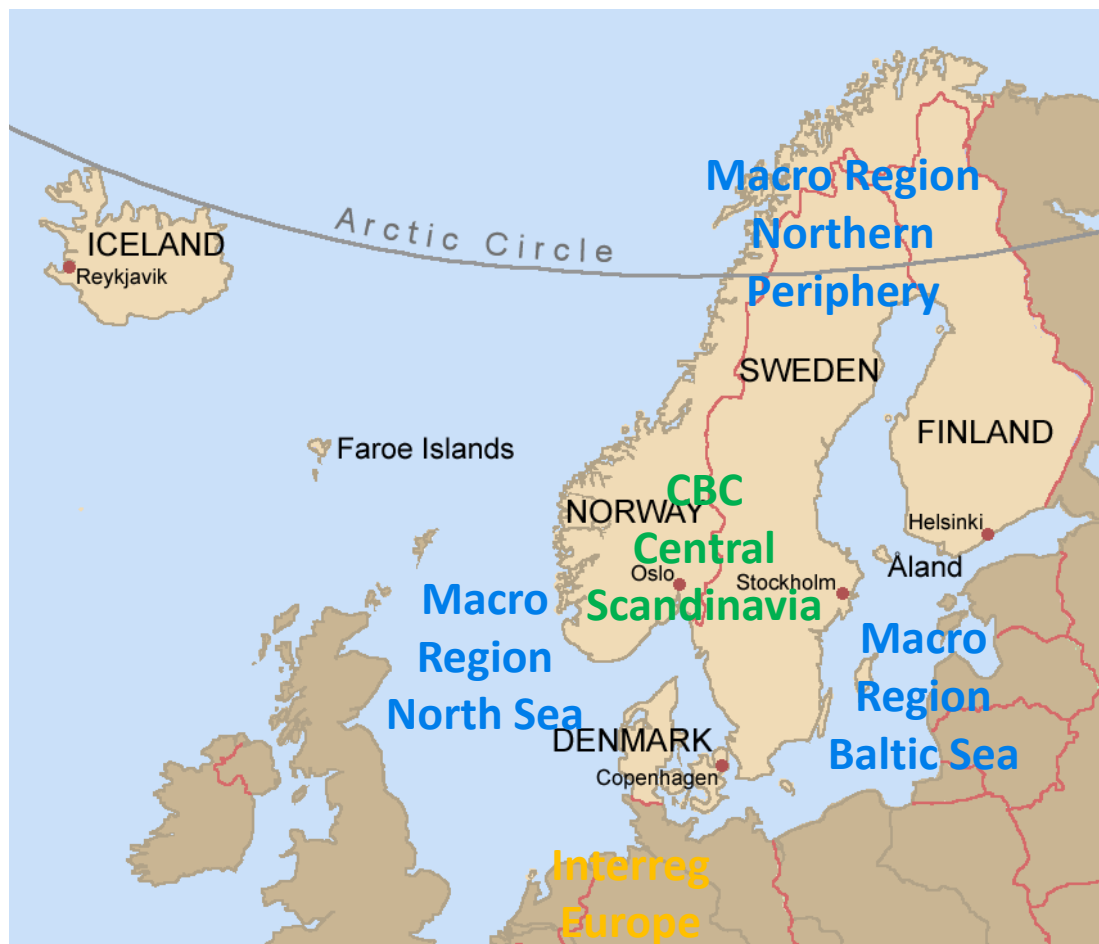 Macro Region
Northern
Periphery
Arctic Circle
ICELAND
Reykjavik
SWEDEN
FINLAND
Faroe Islands
CBC
NORWAY
Central
Helsinki
Oslo
Stockholm
Åland
Scandinavia
Macro
Region
North Sea
Macro
Region
Baltic Sea
DENMARK
Copenhagen
Interreg
Europe